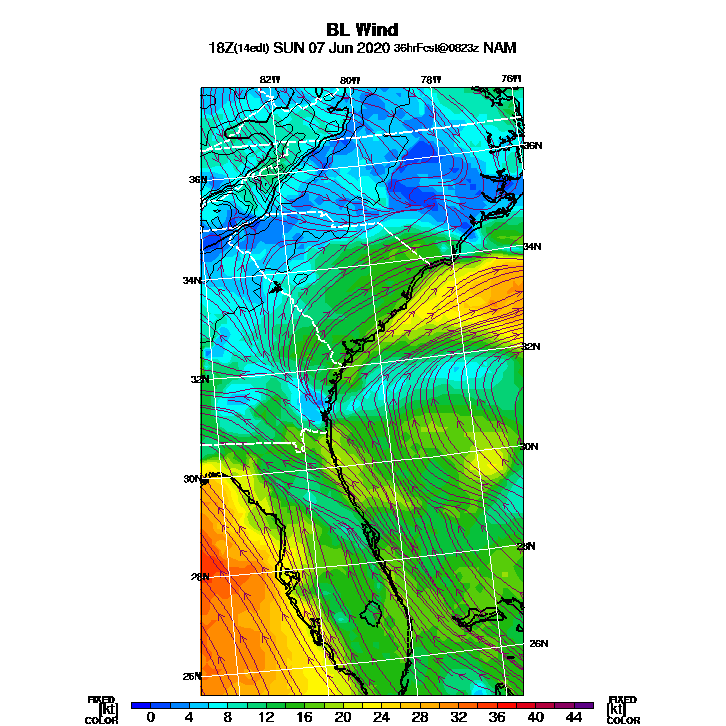 BL Wind
18Z(14edt) SUN 07 Jun 2020 36hrFcst@0823z NAM
82W 80W 78W 76W
36N
36N
34N
34N
32N
32N
30N
30N
28N
28N
26N
26N
FIXED FIXED
[kt] [kt]
COLOR COLOR
0 4 8 12 16 20 24 28 32 36 40 44